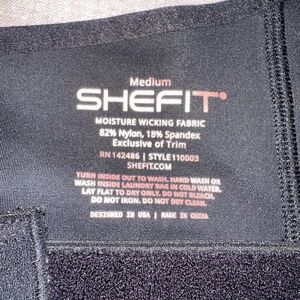 Medium
SHEFIT
MOISTURE WICKING FABRIC
82% Nylon, 18% Spandex
Exclusive of Trim
RN 142486 | STYLE 110003
SHEFIT.COM
TURN INSIDE OUT TO WASH. HAND WASH OR
WASH INSIDE LAUNDRY BAG IN COLD WATER.
LAY FLAT TO DRY ONLY. DO NOT BLEACH.
DO NOT IRON. DO NOT DRY CLEAN.
DESIGNED IN USA | MADE IN CHINA